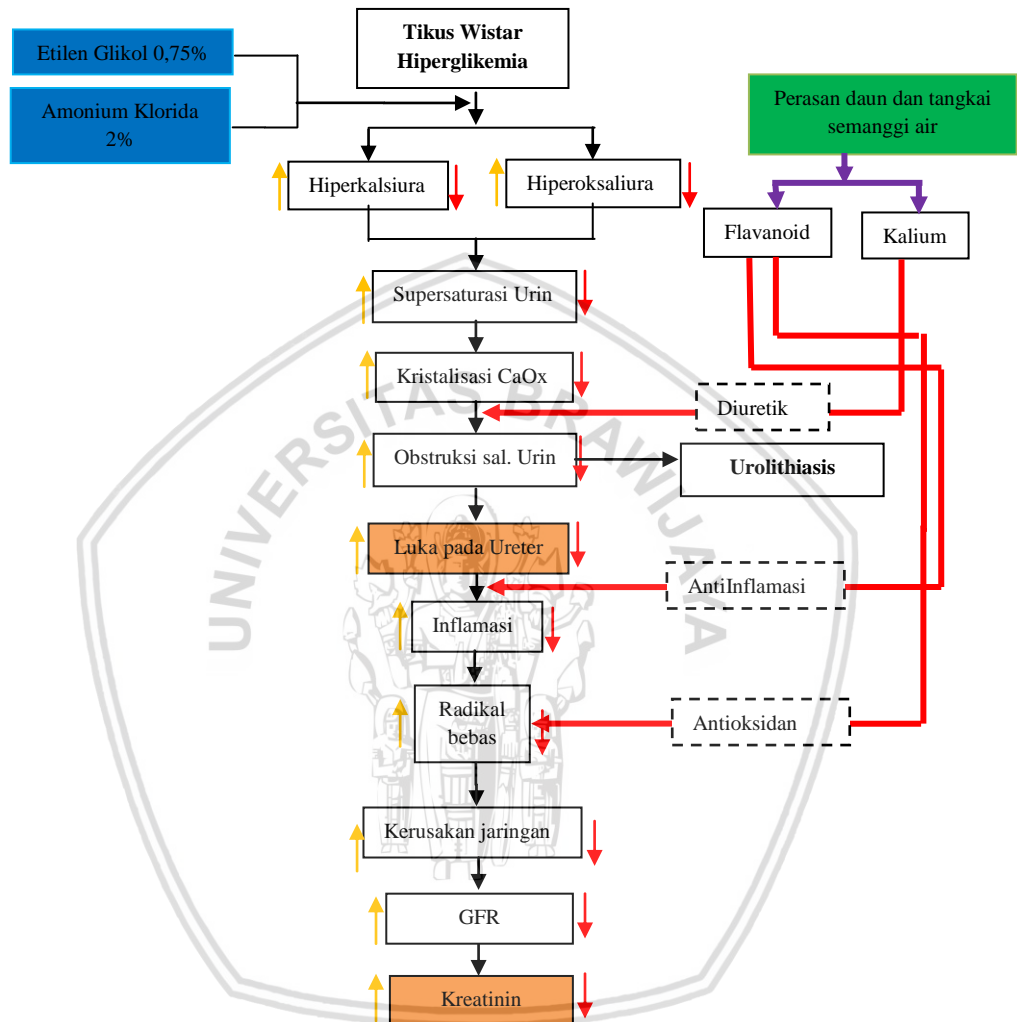 Tikus Wistar
Hiperglikemia
Etilen Glikol 0,75%
Amonium Klorida
2%
Perasan daun dan tangkai
semanggi air
Hiperkalsiura
Hiperoksaliura
Flavanoid
Kalium
Supersaturasi Urin
Kristalisasi CaOx
Diuretik
Obstruksi sal. Urin
Urolithiasis
Luka pada Ureter
AntiInflamasi
Inflamasi
Radikal
bebas
Antioksidan
Kerusakan jaringan
GFR
Kreatinin
UNIVERSITAS BRAWIJAYA